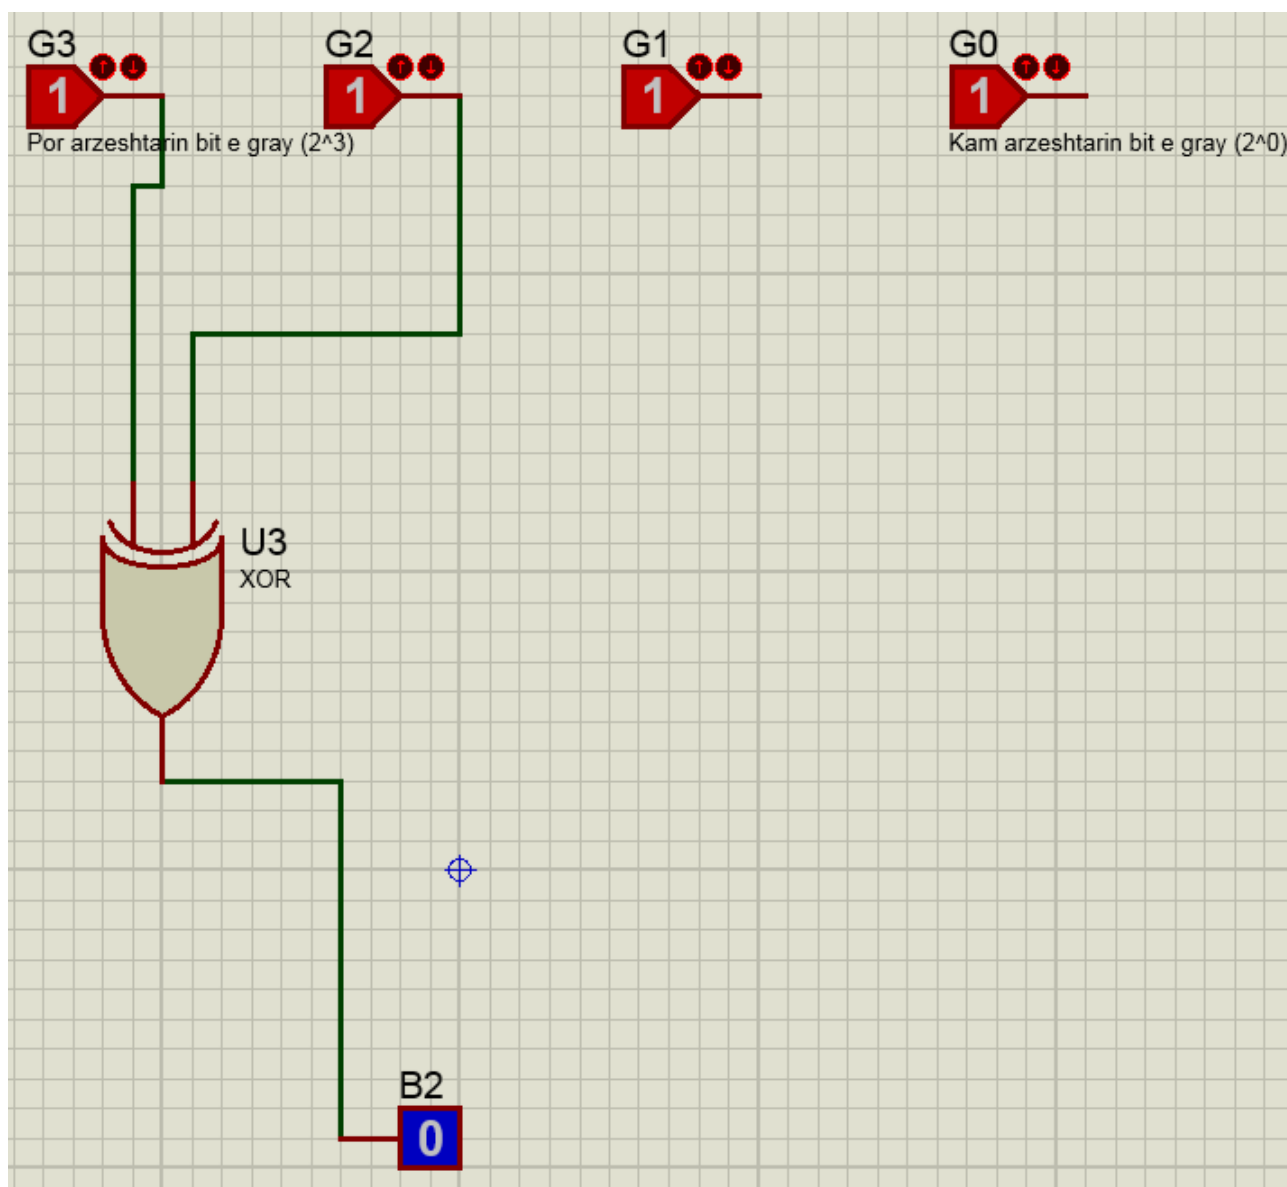 G3 G2 G1 G0
1 1 1 1
Por arzeshtarin bit e gray (2^3) Kam arzeshtarin bit e gray (2^0)
U3
XOR
B2
0